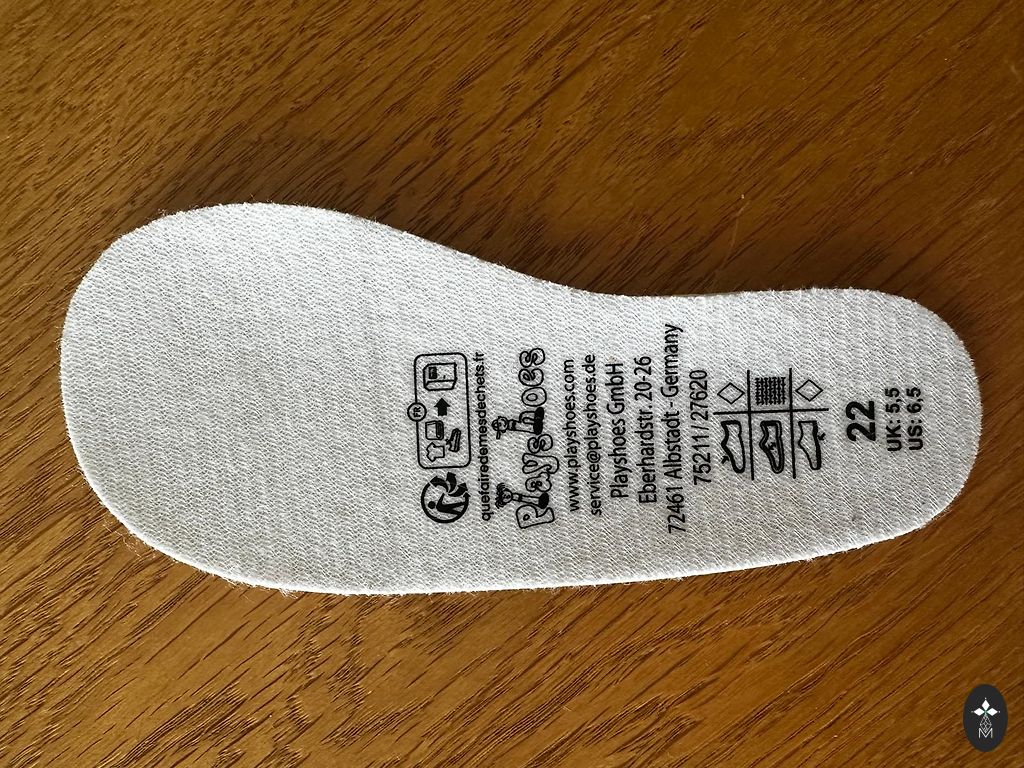 FR
quefairedemesdechets.fr
Playshoes
www.playshoes.com
service@playshoes.de
Playshoes GmbH
Eberhardstr. 20-26
72461 Albstadt - Germany
75211 / 27620
22
UK: 5,5
US: 6,5
M